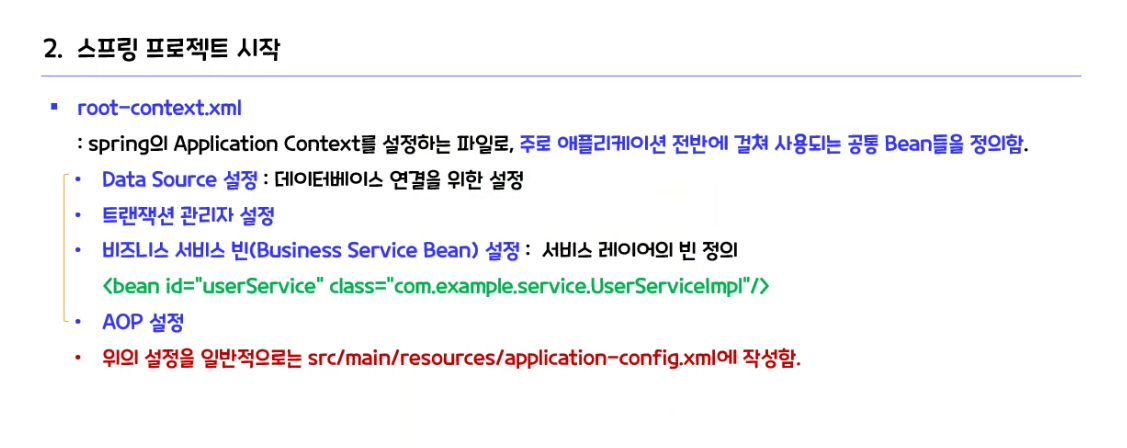 2. 스프링 프로젝트 시작
▪ root-context.xml
: spring의 Application Context를 설정하는 파일로, 주로 애플리케이션 전반에 걸쳐 사용되는 공통 Bean들을 정의함.
• Data Source 설정 : 데이터베이스 연결을 위한 설정
• 트랜잭션 관리자 설정
• 비즈니스 서비스 빈(Business Service Bean) 설정 : 서비스 레이어의 빈 정의
<bean id="userService" class="com.example.service.UserServiceImpl"/>
• AOP 설정
• 위의 설정을 일반적으로는 src/main/resources/application-config.xml에 작성함.